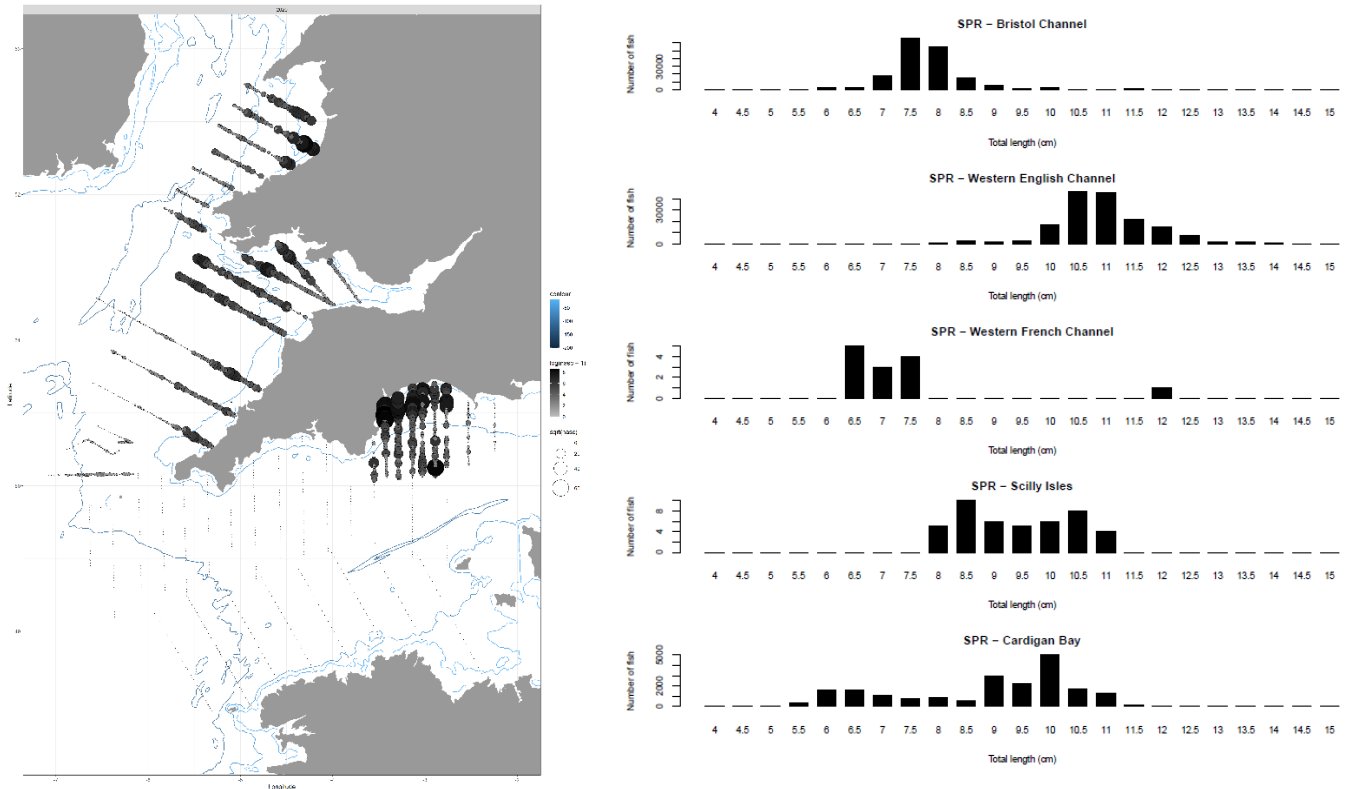 2020
contour
-50
-100
-150
-200
8
6
4
2
0
Longitude
SPR – Bristol Channel
Number of fish
0 30000
4 4.5 5 5.5 6 6.5 7 7.5 8 8.5 9 9.5 10 10.5 11 11.5 12 12.5 13 13.5 14 14.5 15
Total length (cm)
SPR – Western English Channel
Number of fish
0 30000
4 4.5 5 5.5 6 6.5 7 7.5 8 8.5 9 9.5 10 10.5 11 11.5 12 12.5 13 13.5 14 14.5 15
Total length (cm)
SPR – Western French Channel
Number of fish
0 2 4
4 4.5 5 5.5 6 6.5 7 7.5 8 8.5 9 9.5 10 10.5 11 11.5 12 12.5 13 13.5 14 14.5 15
Total length (cm)
SPR – Scilly Isles
Number of fish
0 4 8
4 4.5 5 5.5 6 6.5 7 7.5 8 8.5 9 9.5 10 10.5 11 11.5 12 12.5 13 13.5 14 14.5 15
Total length (cm)
SPR – Cardigan Bay
Number of fish
0 2000 5000
4 4.5 5 5.5 6 6.5 7 7.5 8 8.5 9 9.5 10 10.5 11 11.5 12 12.5 13 13.5 14 14.5 15
Total length (cm)